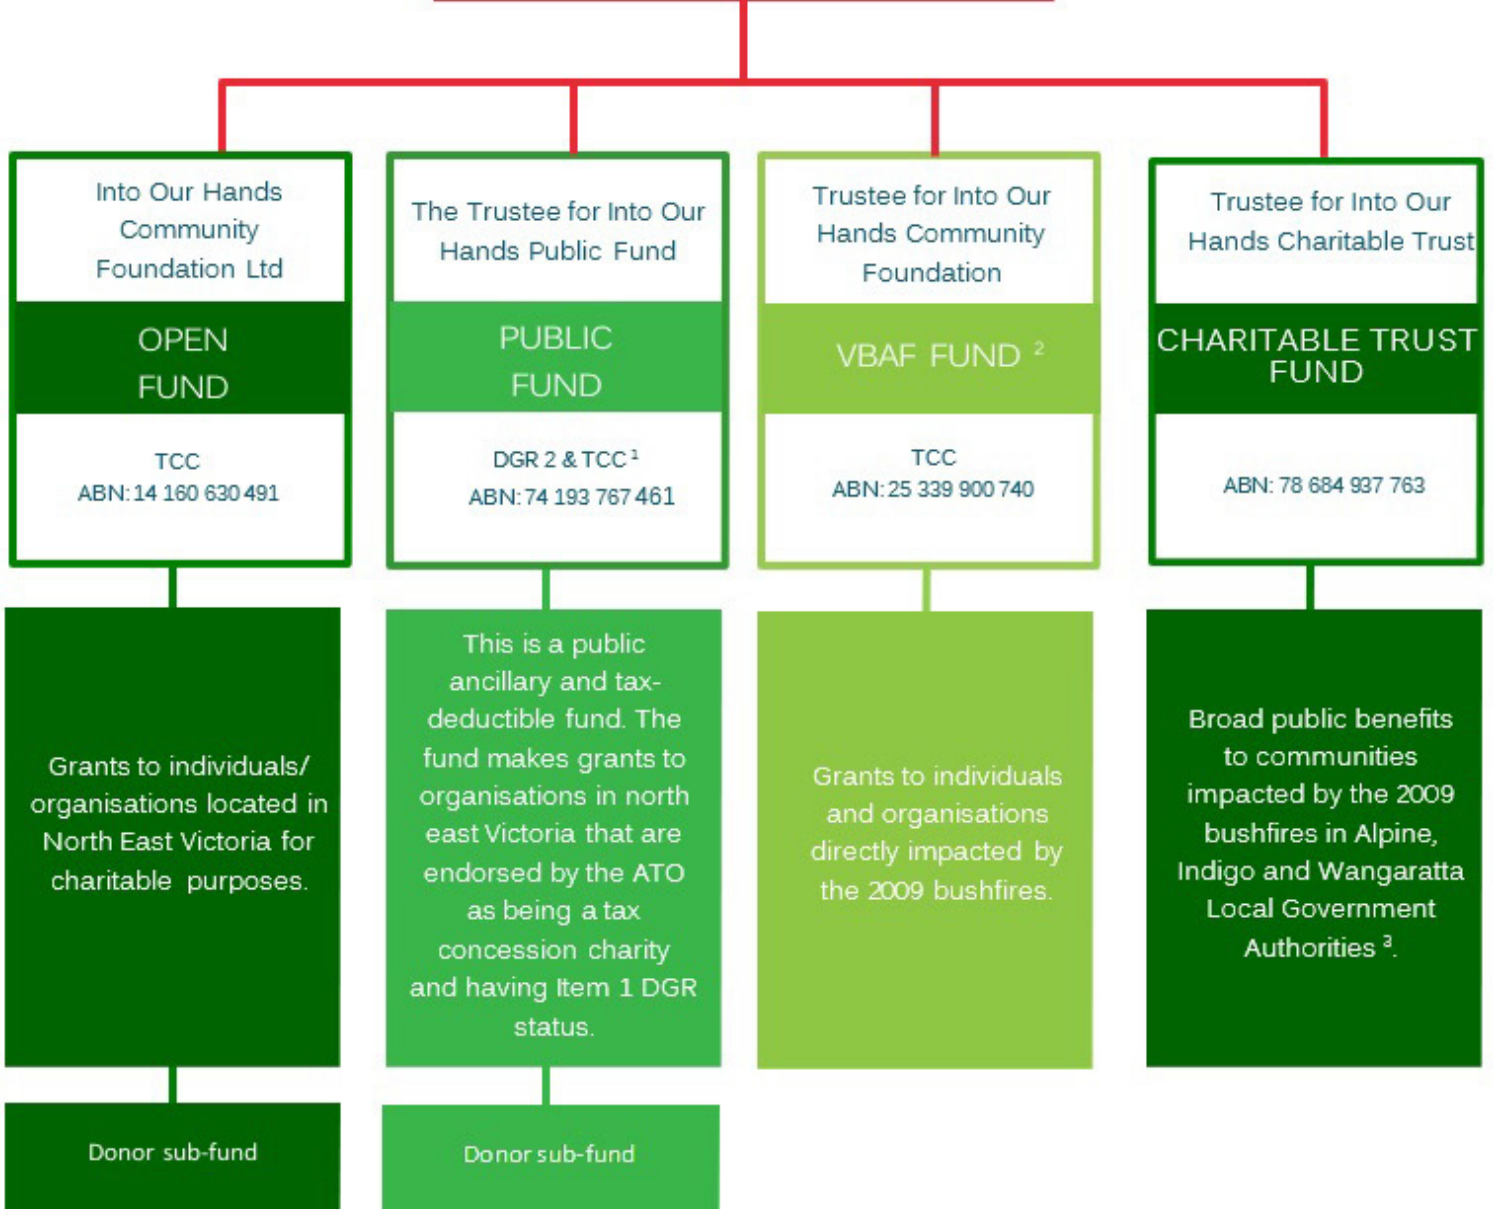 Into Our Hands
Community
Foundation Ltd
OPEN
FUND
TCC
ABN: 14 160 630 491
Grants to individuals/
organisations located in
North East Victoria for
charitable purposes.
Donor sub-fund
The Trustee for Into Our
Hands Public Fund
PUBLIC
FUND
DGR 2 & TCC ¹
ABN: 74 193 767 461
This is a public
ancillary and tax-
deductible fund. The
fund makes grants to
organisations in north
east Victoria that are
endorsed by the ATO
as being a tax
concession charity
and having Item 1 DGR
status.
Donor sub-fund
Trustee for Into Our
Hands Community
Foundation
VBAF FUND ²
TCC
ABN: 25 339 900 740
Grants to individuals
and organisations
directly impacted by
the 2009 bushfires.
Trustee for Into Our
Hands Charitable Trust
CHARITABLE TRUST
FUND
ABN: 78 684 937 763
Broad public benefits
to communities
impacted by the 2009
bushfires in Alpine,
Indigo and Wangaratta
Local Government
Authorities ³.